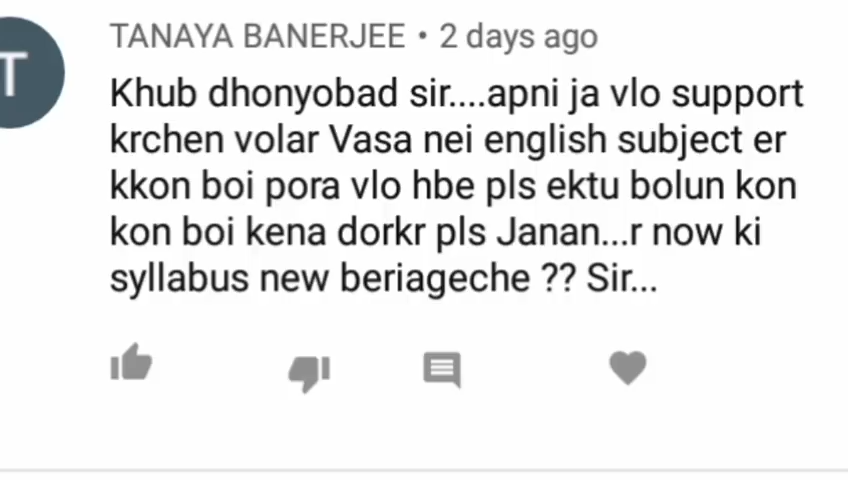 T
TANAYA BANERJEE • 2 days ago
Khub dhonyobad sir....apni ja vlo support
krchen volar Vasa nei english subject er
kkon boi pora vlo hbe pls ektu bolun kon
kon boi kena dorkr pls Janan...r now ki
syllabus new beriageche ?? Sir...